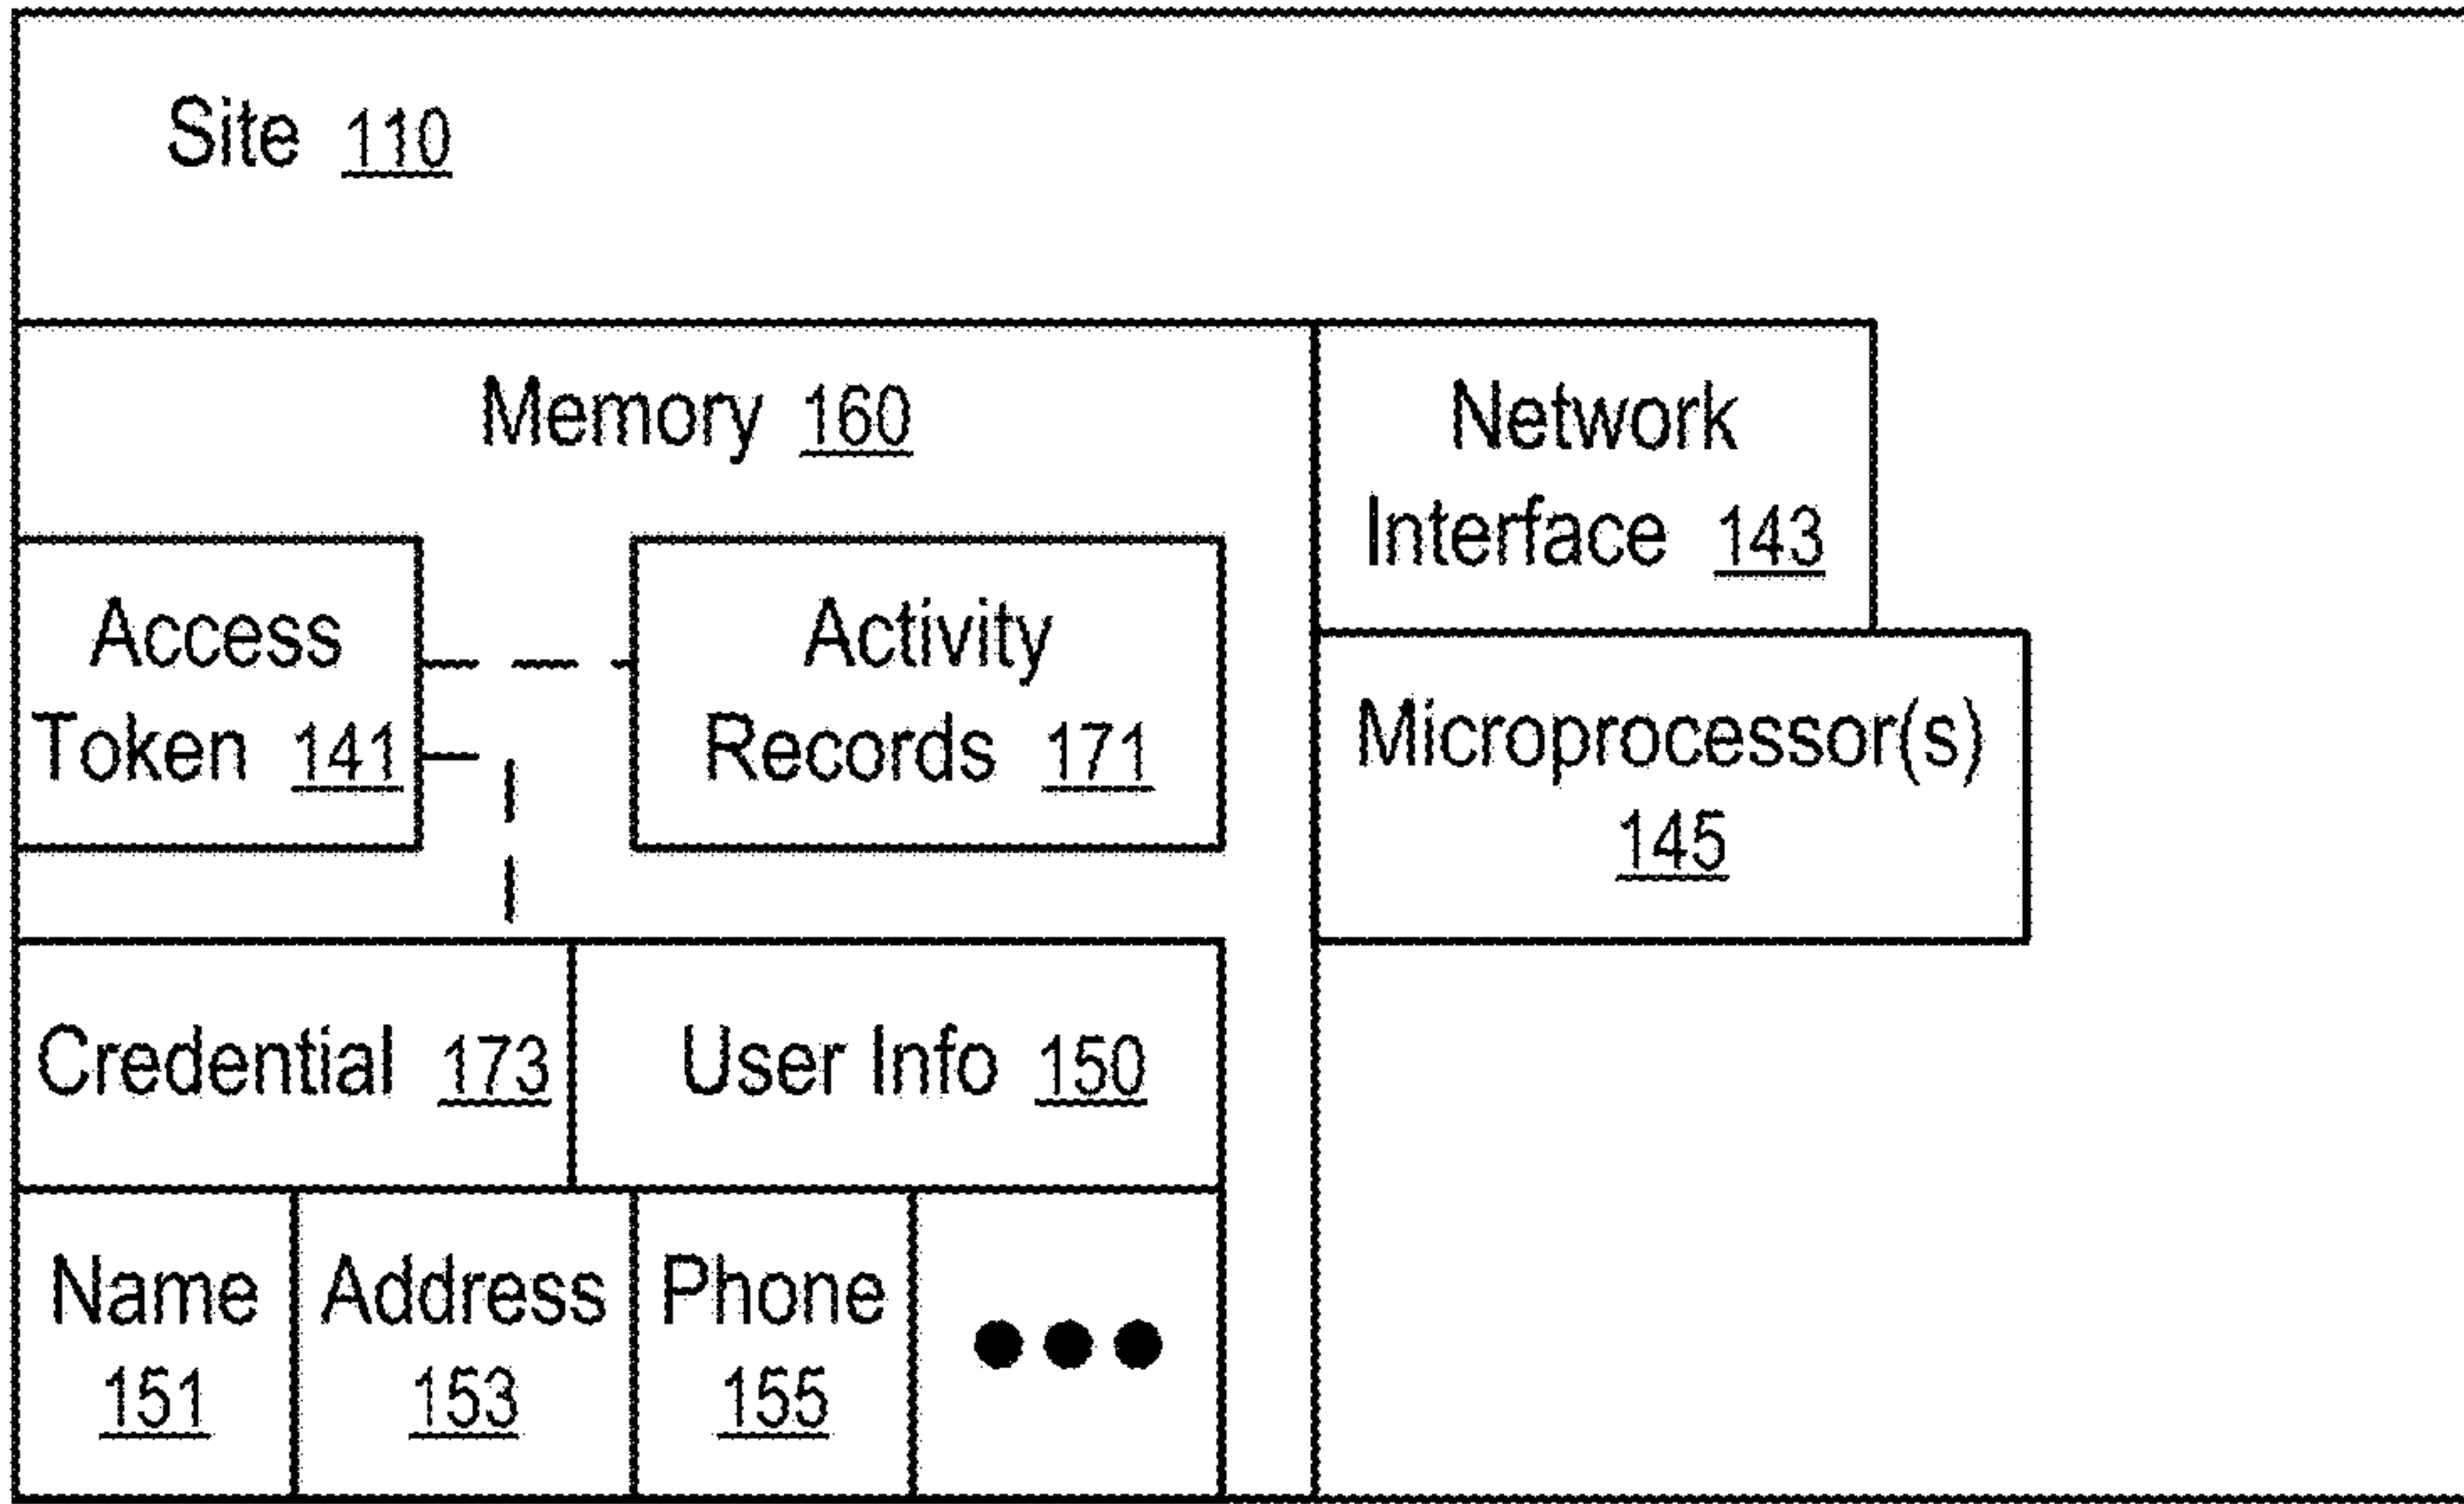 Site 110
Memory 160
Network
Interface 143
Access
Token 141
Activity
Records 171
Microprocessor(s)
145
Credential 173
User Info 150
Name
151
Address
153
Phone
155
●●●